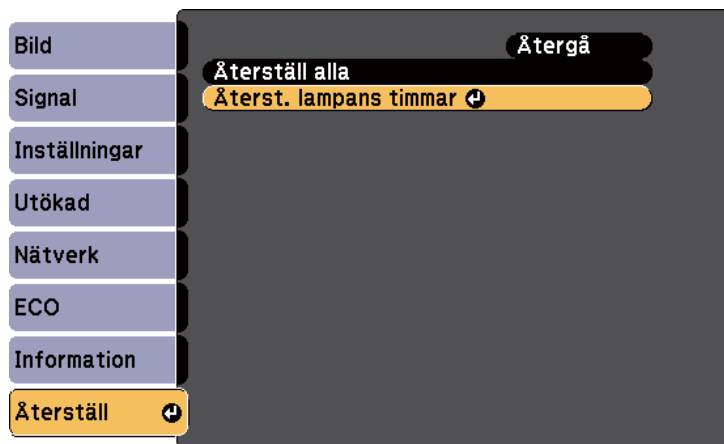 Bild
Signal
Inställningar
Utökad
Nätverk
ECO
Information
Återställ
Återgå
Återställ alla
Återst. lampans timmar